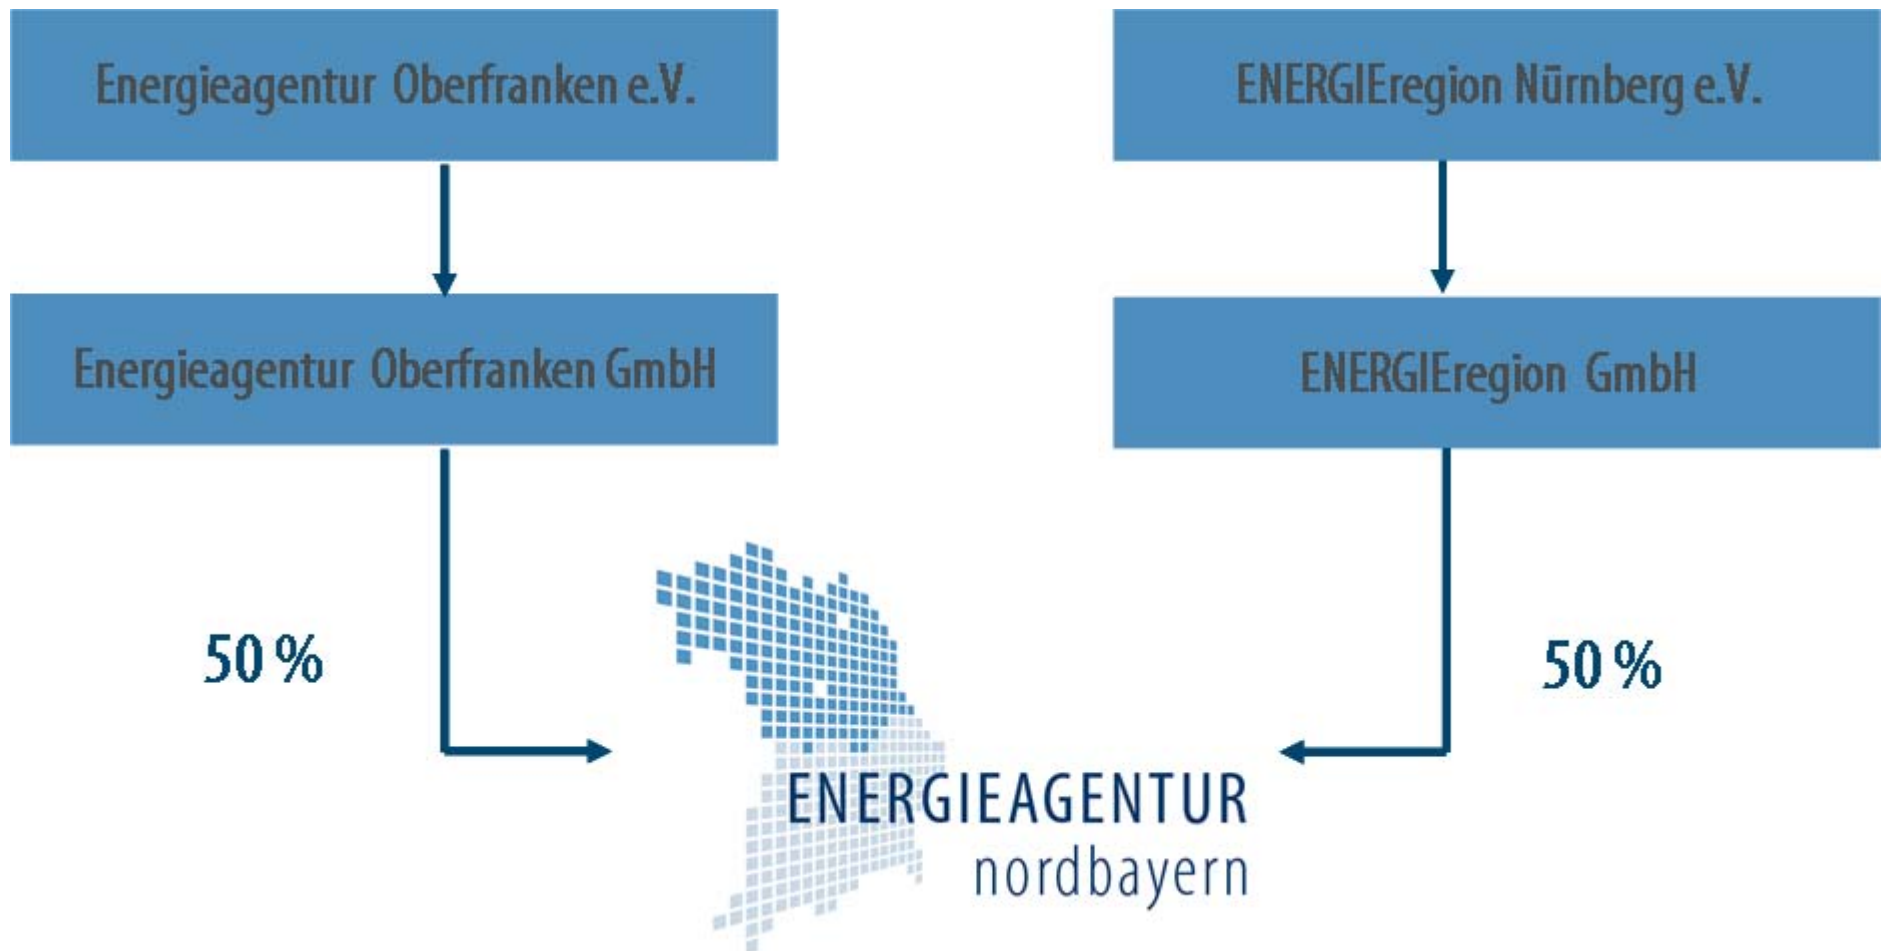 Energieagentur Oberfranken e.V.
ENERGIEregion Nürnberg e.V.
Energieagentur Oberfranken GmbH
ENERGIEregion GmbH
50 %
50 %
ENERGIEAGENTUR
nordbayern